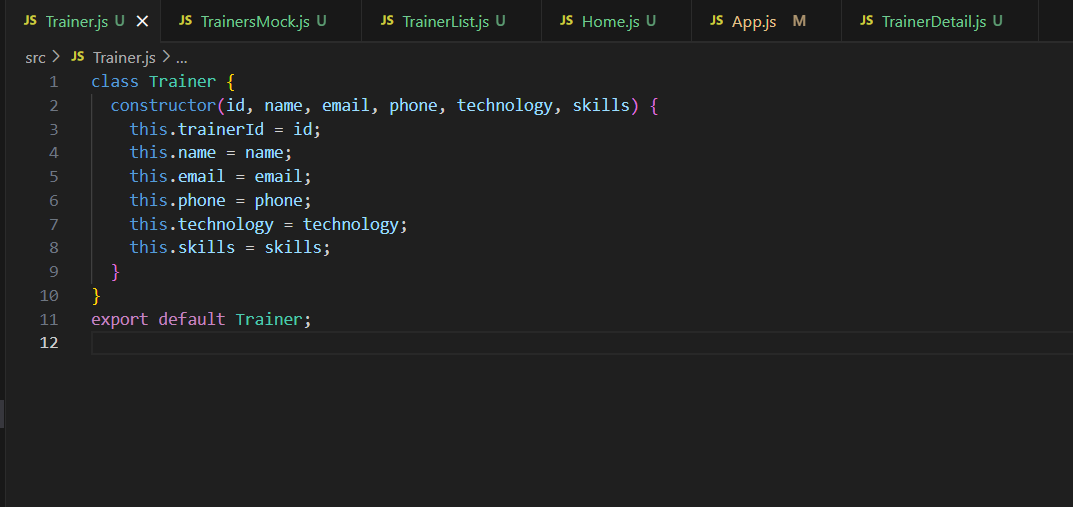 JS Trainer.js U JS TrainersMock.js U JS TrainerList.js U JS Home.js U JS App.js M JS TrainerDetail.js U
src > JS Trainer.js > ...
1 class Trainer {
2 constructor(id, name, email, phone, technology, skills) {
3 this.trainerId = id;
4 this.name = name;
5 this.email = email;
6 this.phone = phone;
7 this.technology = technology;
8 this.skills = skills;
9 }
10 }
11 export default Trainer;
12